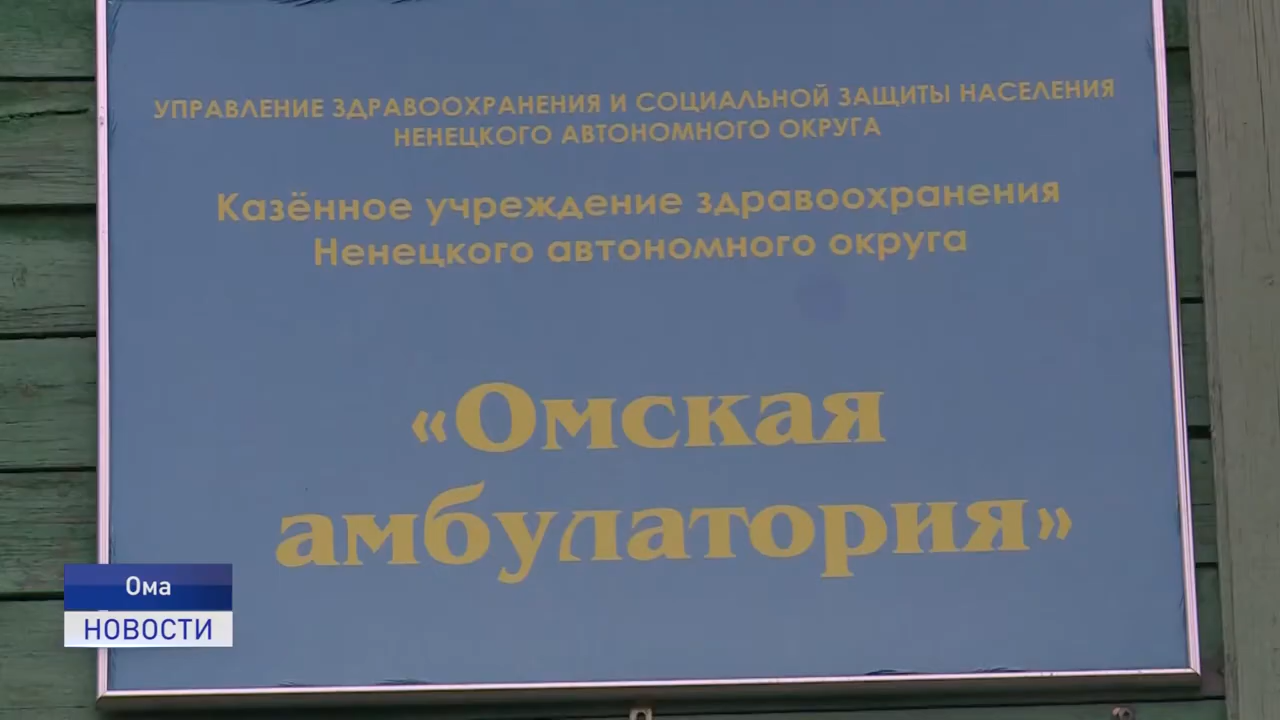 УПРАВЛЕНИЕ ЗДРАВООХРАНЕНИЯ И СОЦИАЛЬНОЙ ЗАЩИТЫ НАСЕЛЕНИЯ
НЕНЕЦКОГО АВТОНОМНОГО ОКРУГА
Казённое учреждение здравоохранения
Ненецкого автономного округа
«Омская
амбулатория»
Ома
НОВОСТИ